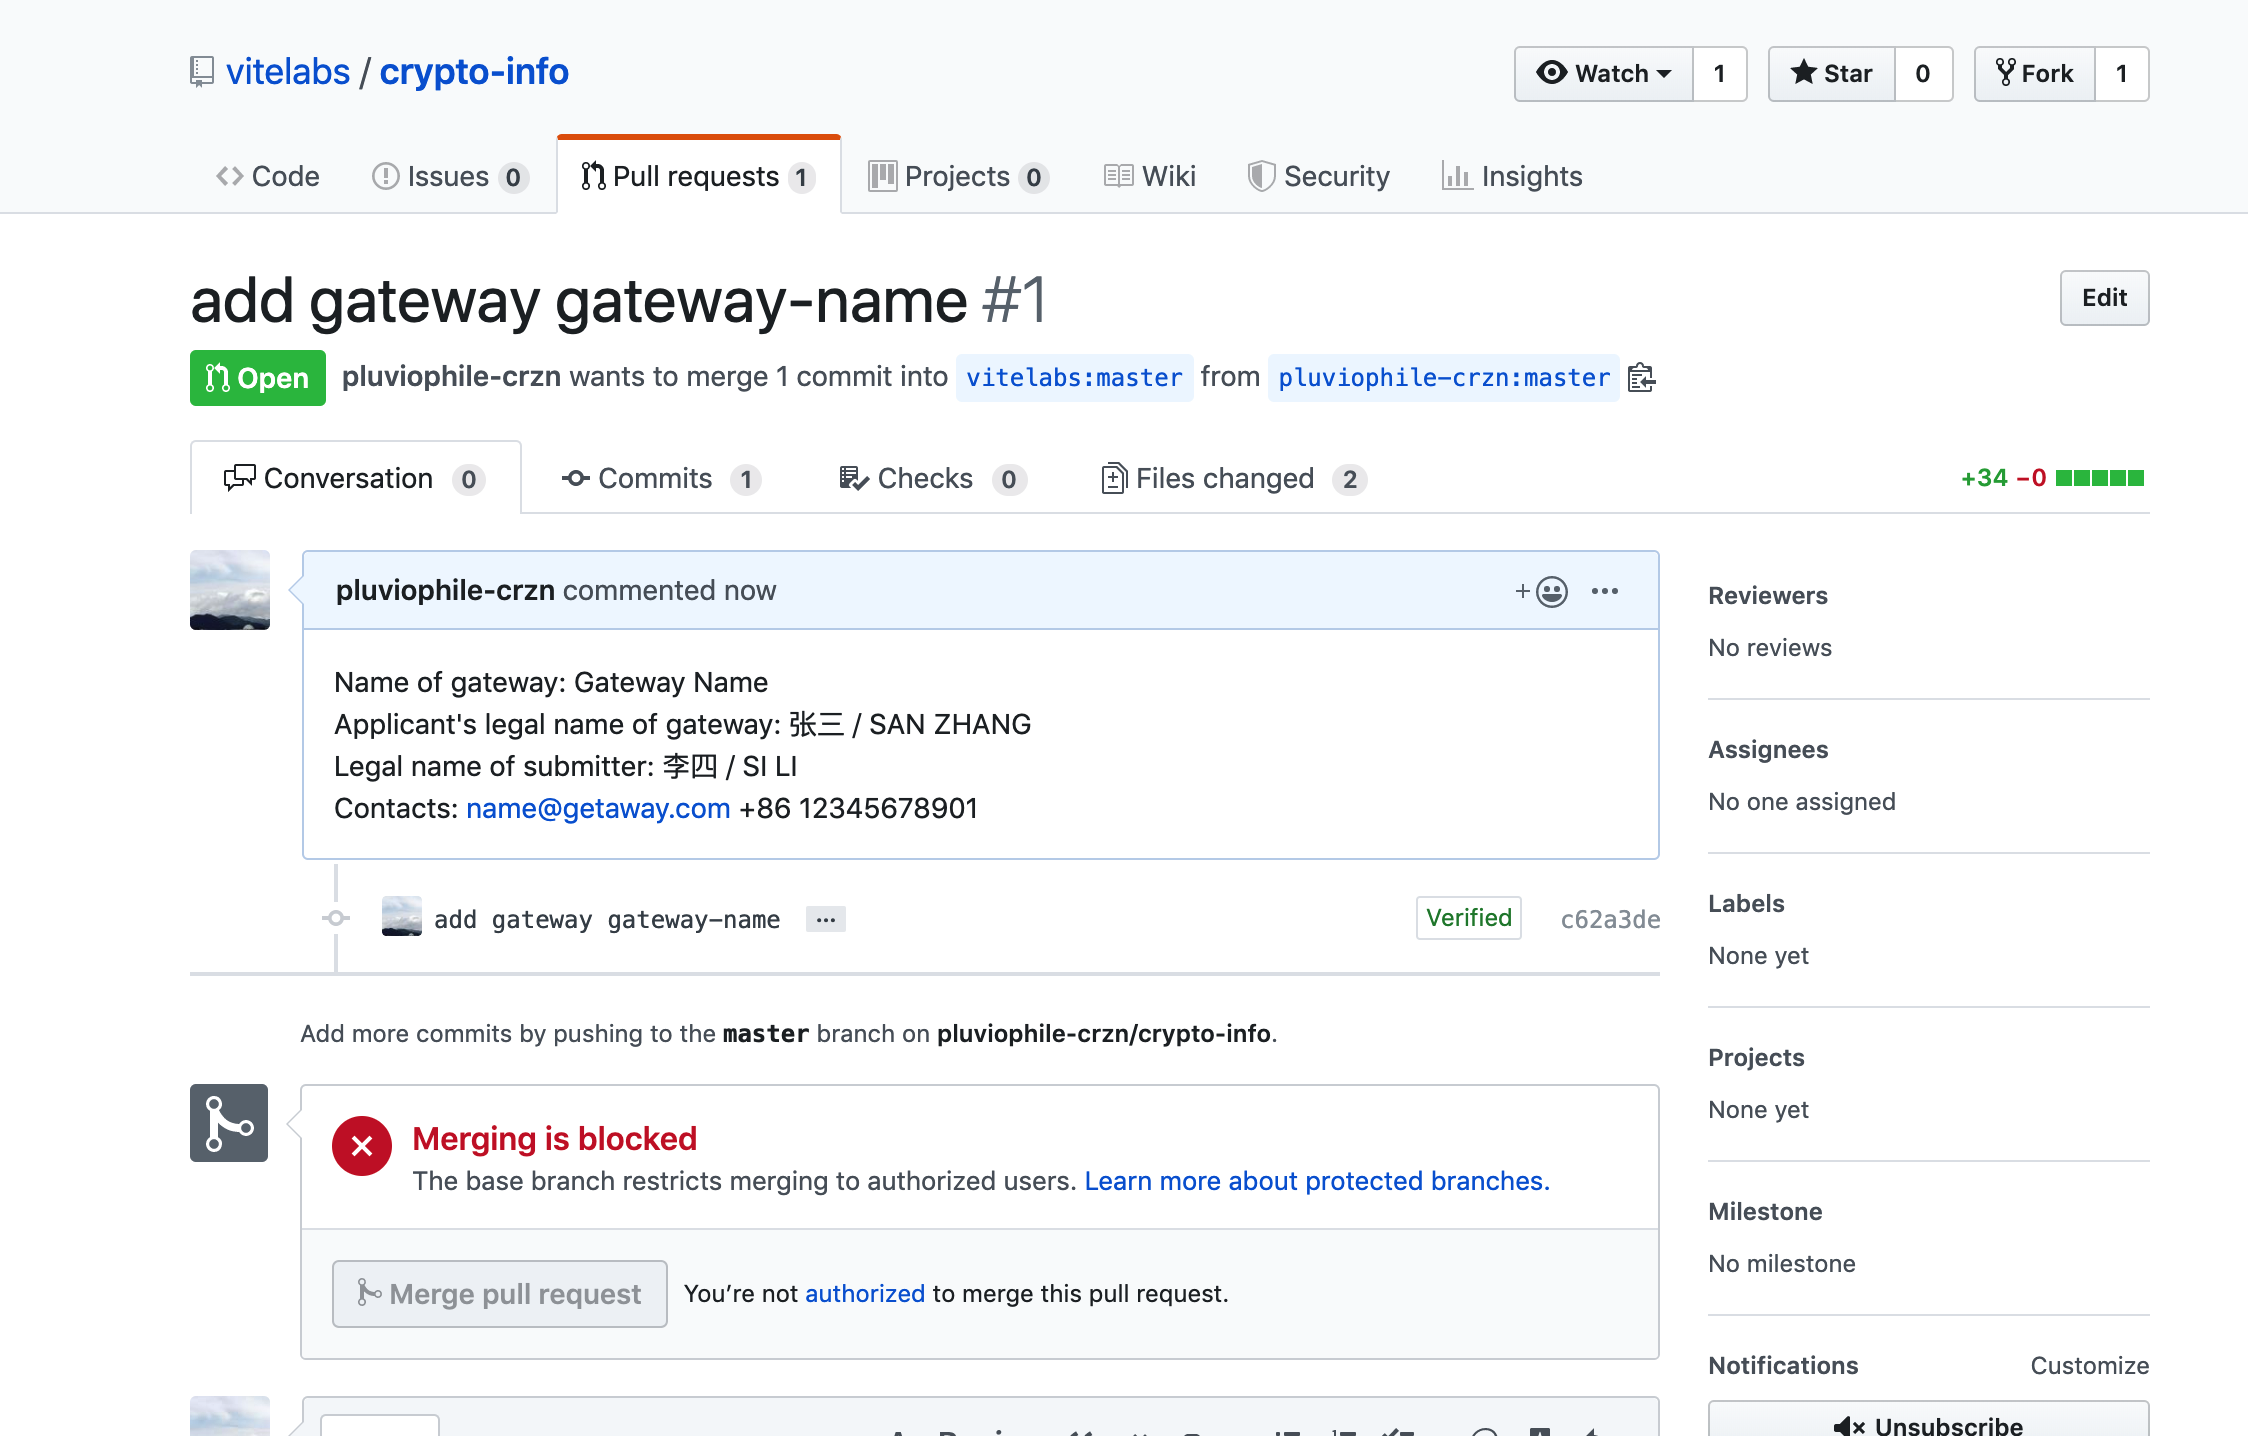 vitelabs / crypto-info
Watch 1 Star 0 Fork 1
Code Issues 0 Pull requests 1 Projects 0 Wiki Security Insights
add gateway gateway-name #1
Edit
Open pluviophile-crzn wants to merge 1 commit into vitelabs:master from pluviophile-crzn:master
Conversation 0 Commits 1 Checks 0 Files changed 2 +34 −0
pluviophile-crzn commented now
Name of gateway: Gateway Name
Applicant's legal name of gateway: 张三 / SAN ZHANG
Legal name of submitter: 李四 / SI LI
Contacts: name@getaway.com +86 12345678901
add gateway gateway-name ... Verified c62a3de
Add more commits by pushing to the master branch on pluviophile-crzn/crypto-info.
Merging is blocked
The base branch restricts merging to authorized users. Learn more about protected branches.
Merge pull request You’re not authorized to merge this pull request.
Reviewers
No reviews
Assignees
No one assigned
Labels
None yet
Projects
None yet
Milestone
No milestone
Notifications Customize
Unsubscribe